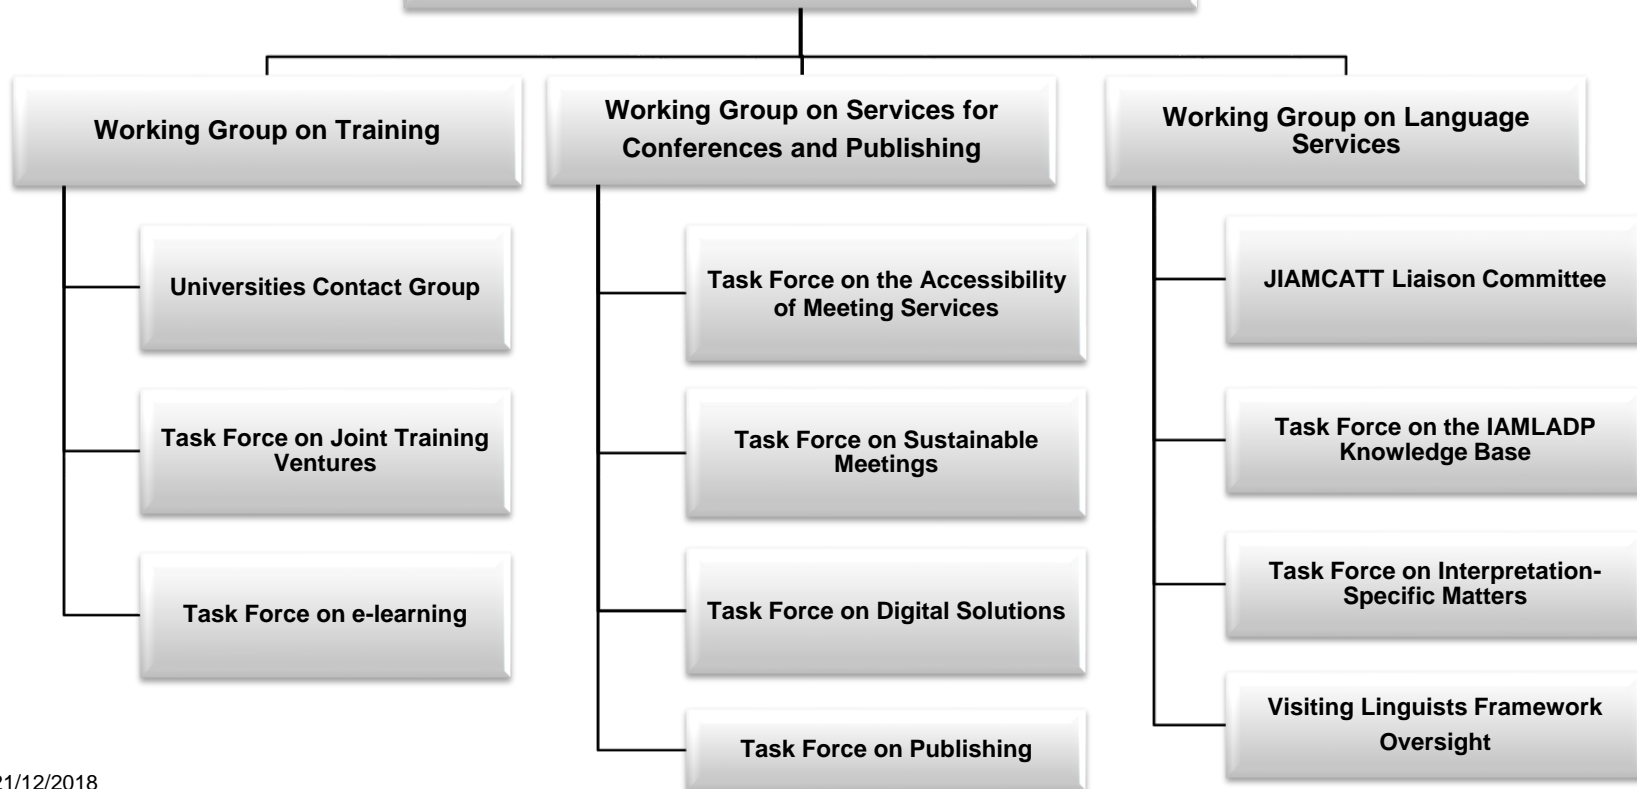 Working Group on Training
Working Group on Services for
Conferences and Publishing
Working Group on Language
Services
Universities Contact Group
Task Force on Joint Training
Ventures
Task Force on e-learning
Task Force on the Accessibility
of Meeting Services
Task Force on Sustainable
Meetings
Task Force on Digital Solutions
Task Force on Publishing
JIAMCATT Liaison Committee
Task Force on the IAMLADP
Knowledge Base
Task Force on Interpretation-
Specific Matters
Visiting Linguists Framework
Oversight
21/12/2018